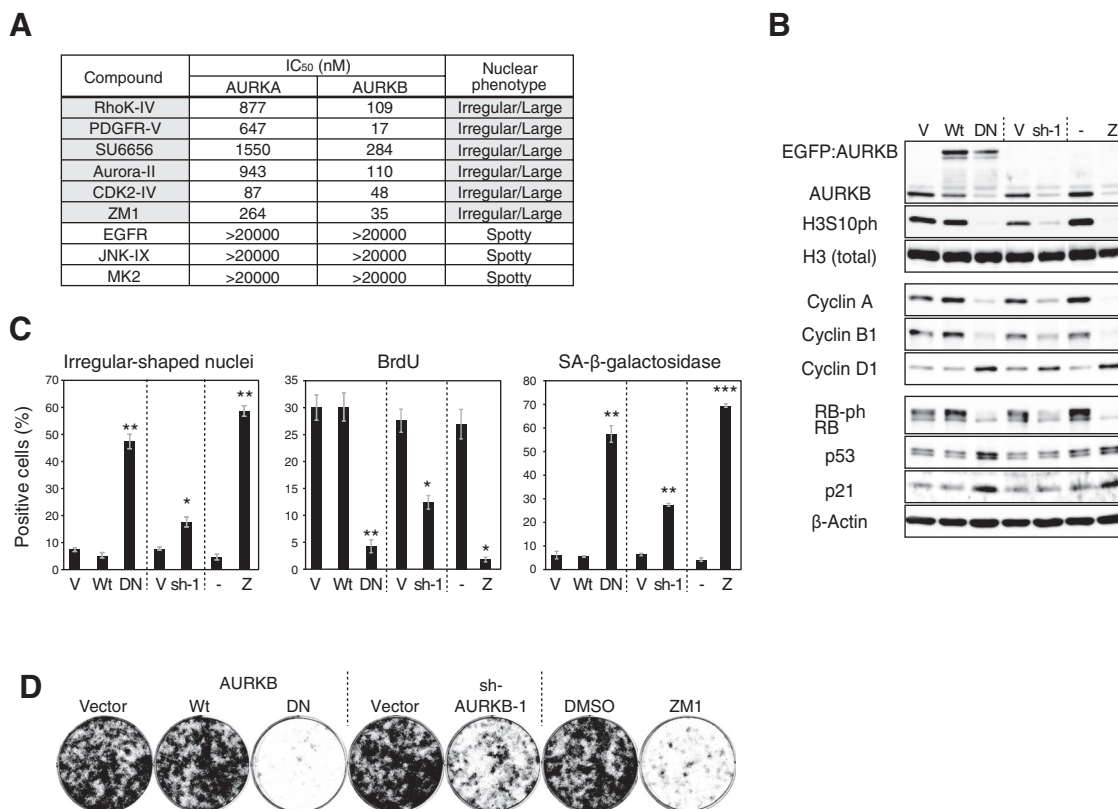 A
Compound IC50 (nM) Nuclear phenotype
AURKA AURKB
RhoK-IV 877 109 Irregular/Large
PDGFR-V 647 17 Irregular/Large
SU6656 1550 284 Irregular/Large
Aurora-II 943 110 Irregular/Large
CDK2-IV 87 48 Irregular/Large
ZM1 264 35 Irregular/Large
EGFR >20000 >20000 Spotty
JNK-IX >20000 >20000 Spotty
MK2 >20000 >20000 Spotty
B
V Wt DN V sh-1 - Z
EGFP:AURKB
AURKB
H3S10ph
H3 (total)
Cyclin A
Cyclin B1
Cyclin D1
RB-ph
RB
p53
p21
β-Actin
C
Positive cells (%)
Irregular-shaped nuclei
70
60
50
40
30
20
10
0
** * **
V Wt DN V sh-1 - Z
BrdU
35
30
25
20
15
10
5
0
** * *
V Wt DN V sh-1 - Z
SA-β-galactosidase
80
70
60
50
40
30
20
10
0
** ** ***
V Wt DN V sh-1 - Z
D
AURKB sh-
Vector Wt DN Vector AURKB-1 DMSO ZM1